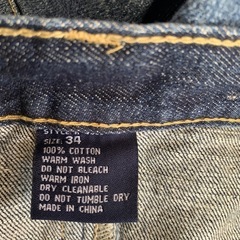 SIZE: 34
100% COTTON
WARM WASH
DO NOT BLEACH
WARM IRON
DRY CLEANABLE
DO NOT TUMBLE DRY
MADE IN CHINA